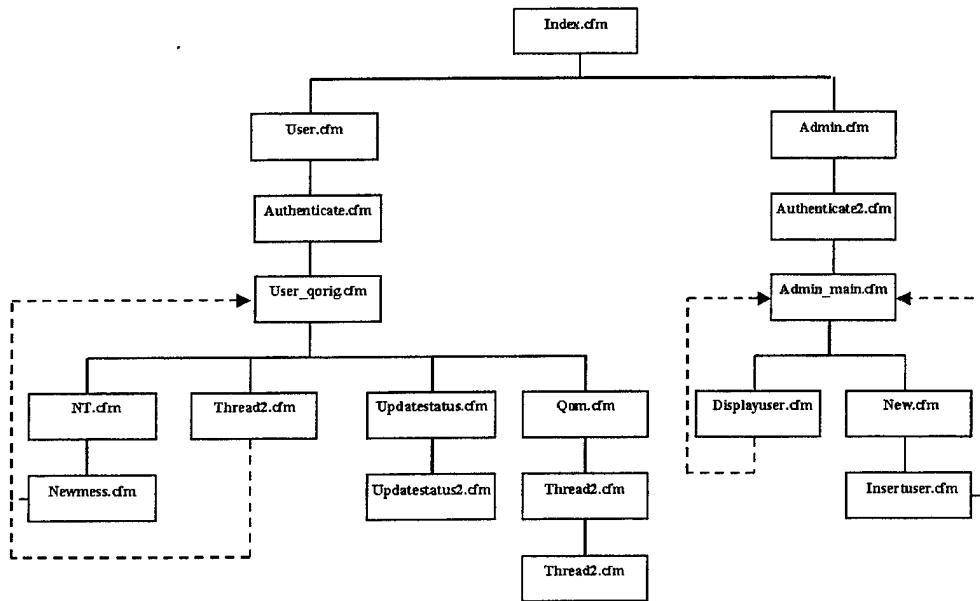 Index.cfm
User.cfm
Admin.cfm
Authenticate.cfm
Authenticate2.cfm
User_qorig.cfm
Admin_main.cfm
NT.cfm
Thread2.cfm
Updatestatus.cfm
Qnm.cfm
Displayuser.cfm
New.cfm
Newmess.cfm
Updatestatus2.cfm
Thread2.cfm
Insertuser.cfm
Thread2.cfm